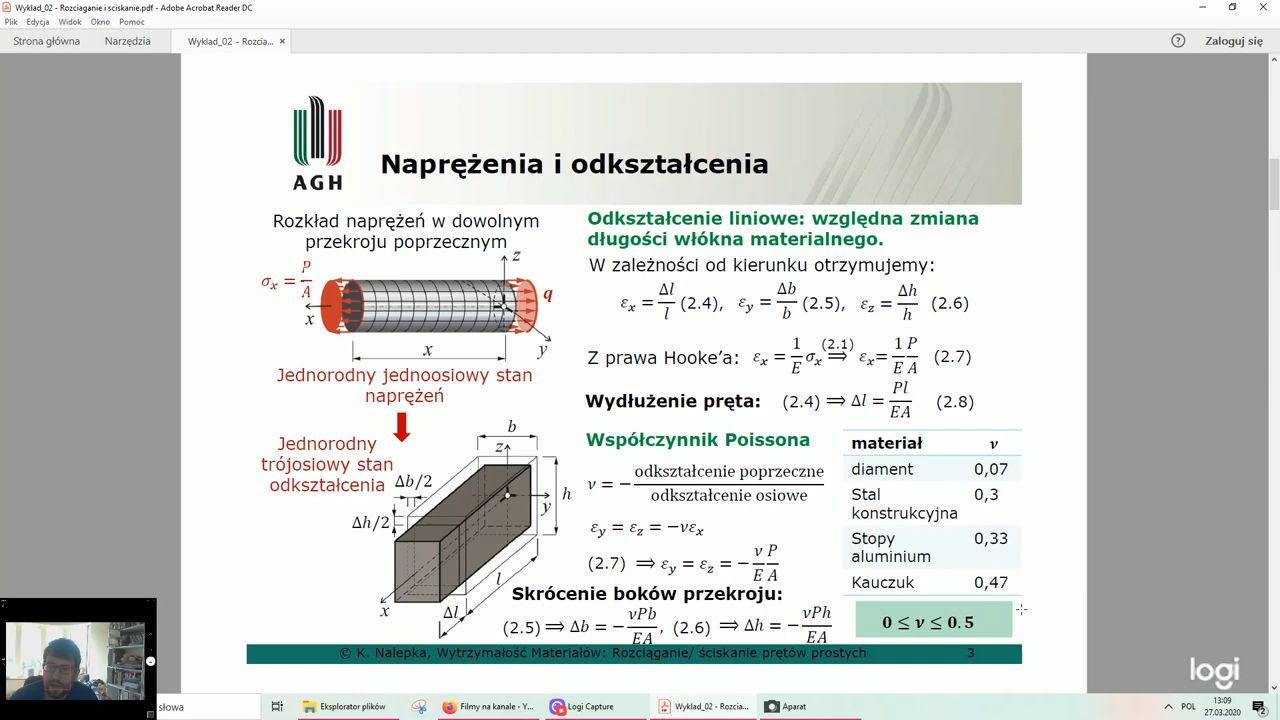 Wyklad_02 - Rozciaganie i sciskanie.pdf - Adobe Acrobat Reader DC
Plik Edycja Widok Okno Pomoc
Strona główna Narzędzia Wyklad_02 - Rozcia... × Zaloguj się
AGH
Naprężenia i odkształcenia
Rozkład naprężeń w dowolnym
przekroju poprzecznym
σx = P/A
z
q
x
y
x
Jednorodny jednoosiowy stan
naprężeń
Jednorodny
trójosiowy stan
odkształcenia
b
z
Δb/2
h
y
Δh/2
l
x
Δl
Odkształcenie liniowe: względna zmiana
długości włókna materialnego.
W zależności od kierunku otrzymujemy:
εx = Δl/l (2.4), εy = Δb/b (2.5), εz = Δh/h (2.6)
Z prawa Hooke'a: εx = 1/E σx (2.1) ⟹ εx = 1/E P/A (2.7)
Wydłużenie pręta: (2.4) ⟹ Δl = Pl/EA (2.8)
Współczynnik Poissona
ν = − odkształcenie poprzeczne / odkształcenie osiowe
εy = εz = −νεx
(2.7) ⟹ εy = εz = − ν/E P/A
Skrócenie boków przekroju:
(2.5) ⟹ Δb = − νPb/EA, (2.6) ⟹ Δh = − νPh/EA
materiał ν
diament 0,07
Stal
konstrukcyjna 0,3
Stopy
aluminium 0,33
Kauczuk 0,47
0 ≤ ν ≤ 0.5
© K. Nalepka, Wytrzymałość Materiałów: Rozciąganie/ ściskanie prętów prostych 3
logi
słowa Eksplorator plików Filmy na kanale - Y... Logi Capture Wyklad_02 - Rozcia... Aparat POL 13:09
27.03.2020 2